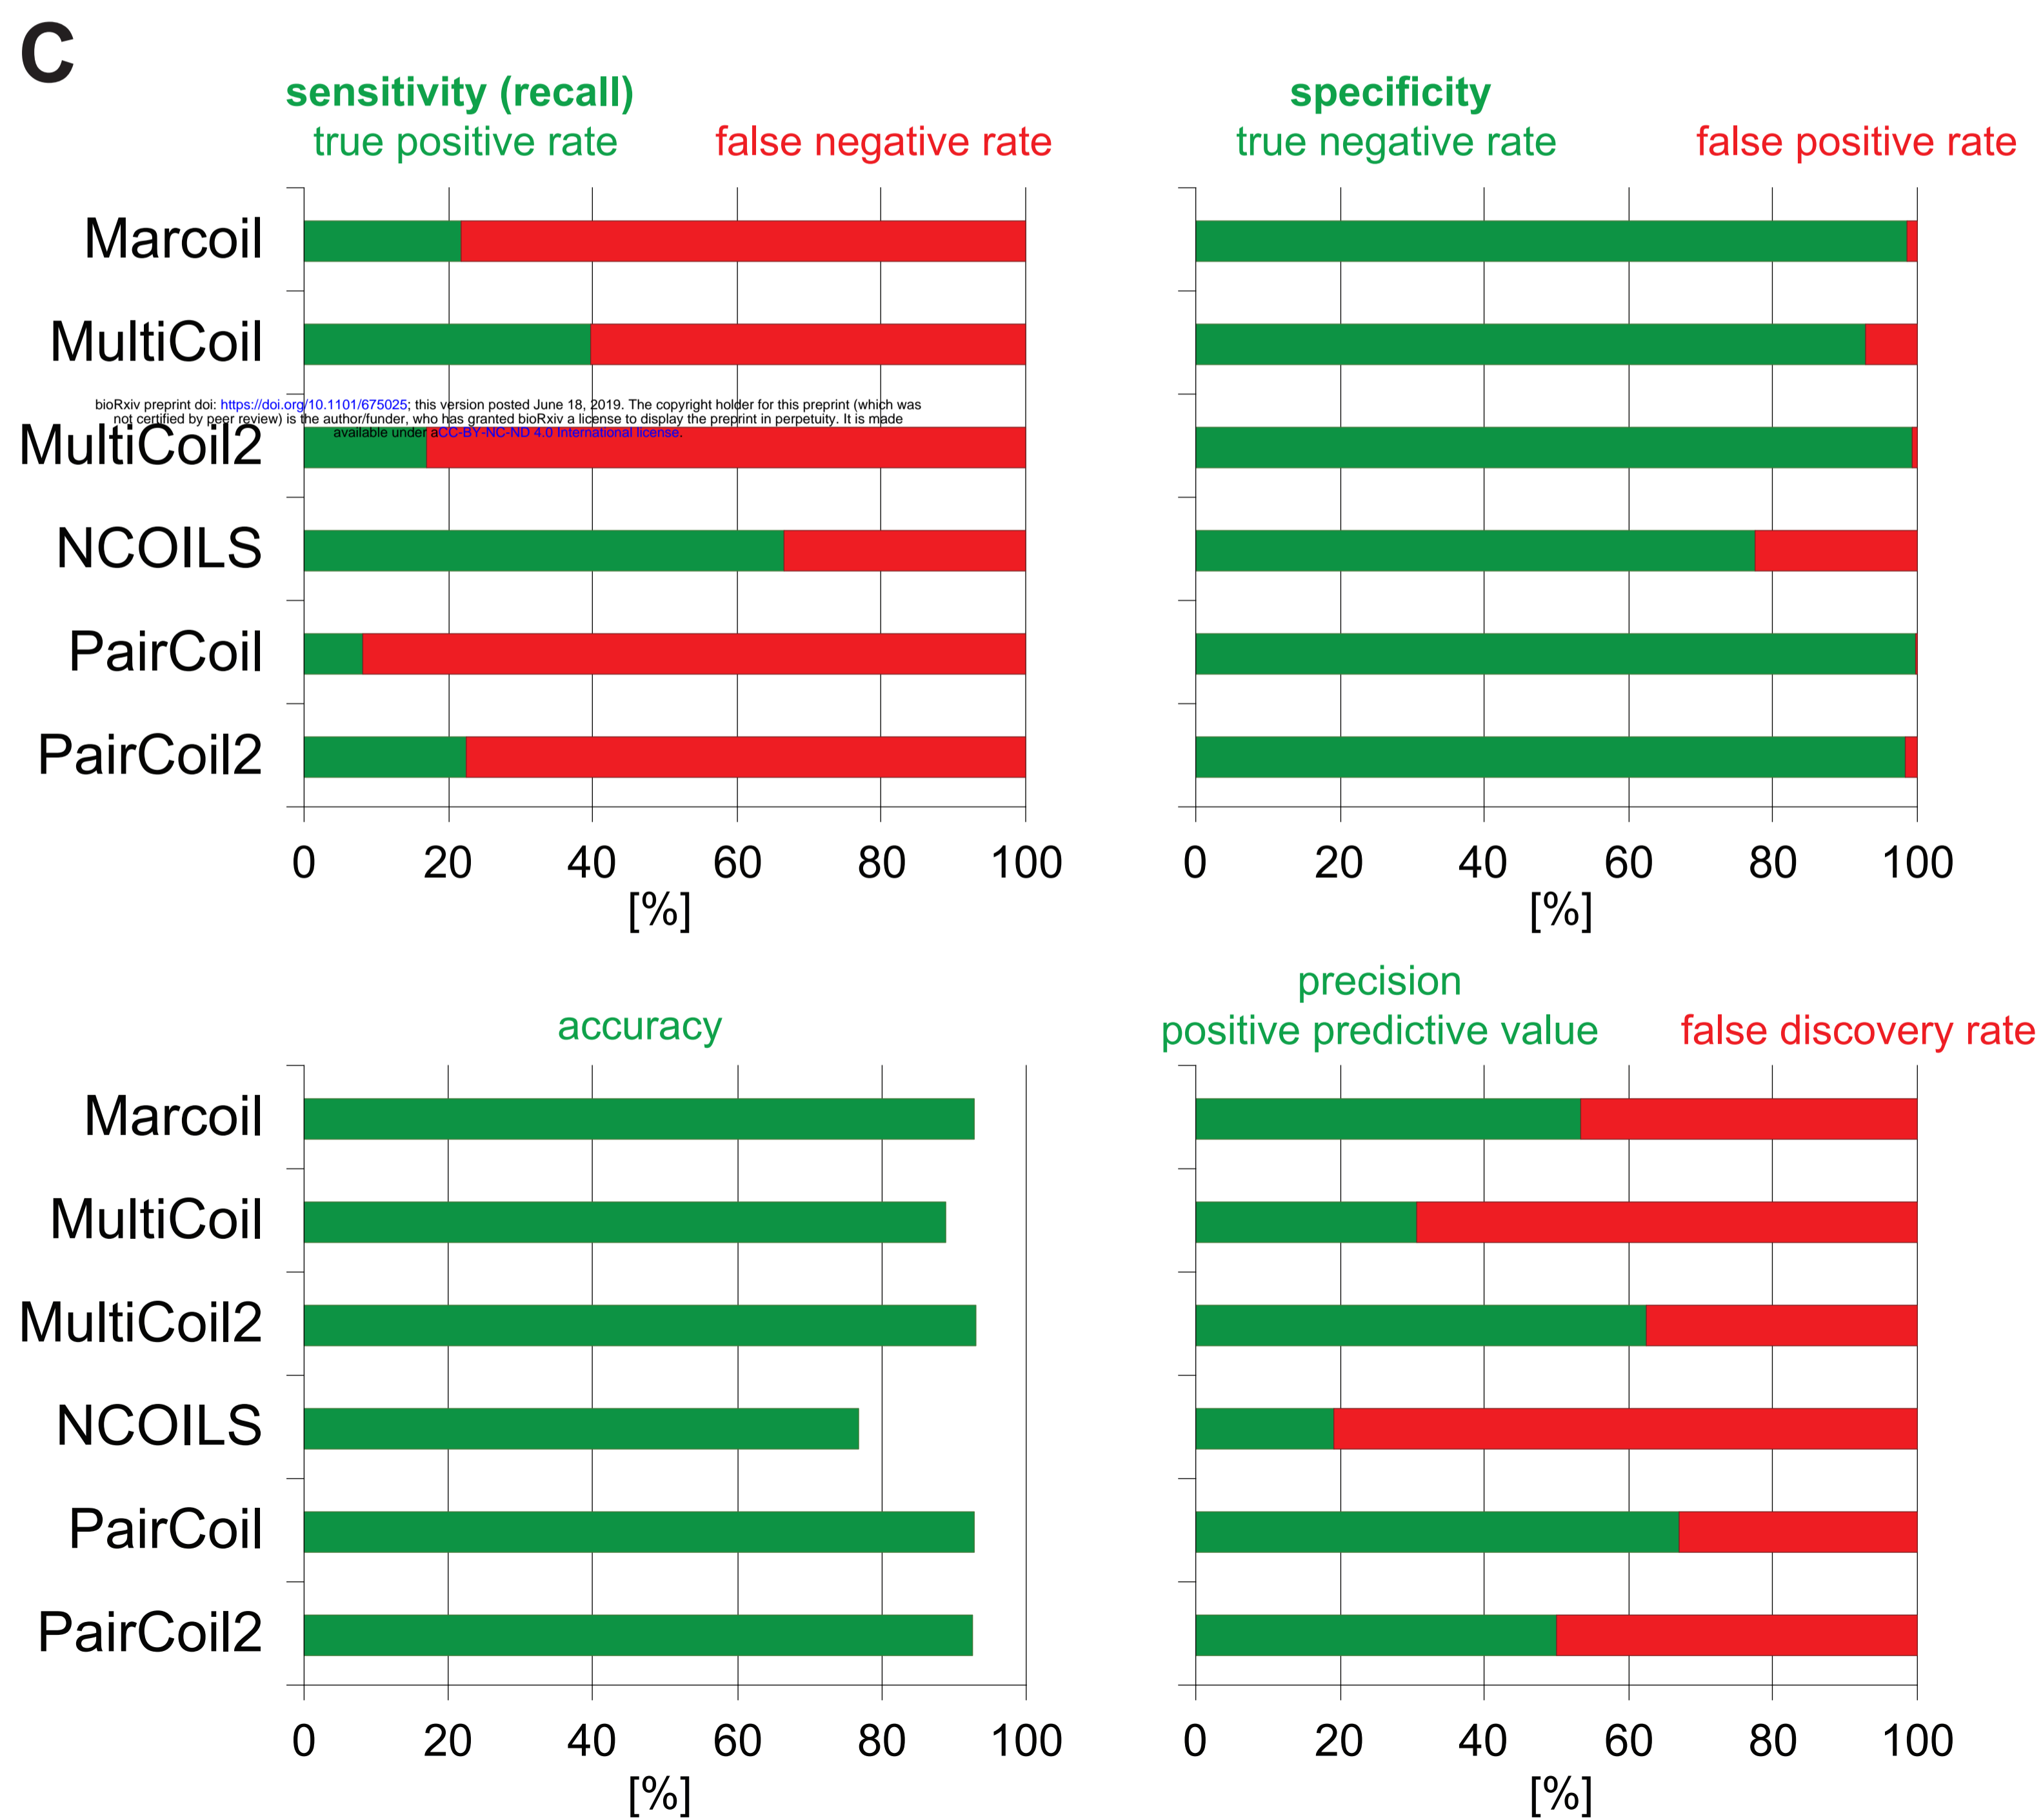 C
sensitivity (recall)
true positive rate
false negative rate
specificity
true negative rate
false positive rate
Marcoil
MultiCoil
bioRxiv preprint doi: https://doi.org/10.1101/675025; this version posted June 18, 2019. The copyright holder for this preprint (which was
not certified by peer review) is the author/funder, who has granted bioRxiv a license to display the preprint in perpetuity. It is made
available under aCC-BY-NC-ND 4.0 International license.
MultiCoil2
NCOILS
PairCoil
PairCoil2
0 20 40 60 80 100
[%]
0 20 40 60 80 100
[%]
accuracy
precision
positive predictive value
false discovery rate
Marcoil
MultiCoil
MultiCoil2
NCOILS
PairCoil
PairCoil2
0 20 40 60 80 100
[%]
0 20 40 60 80 100
[%]